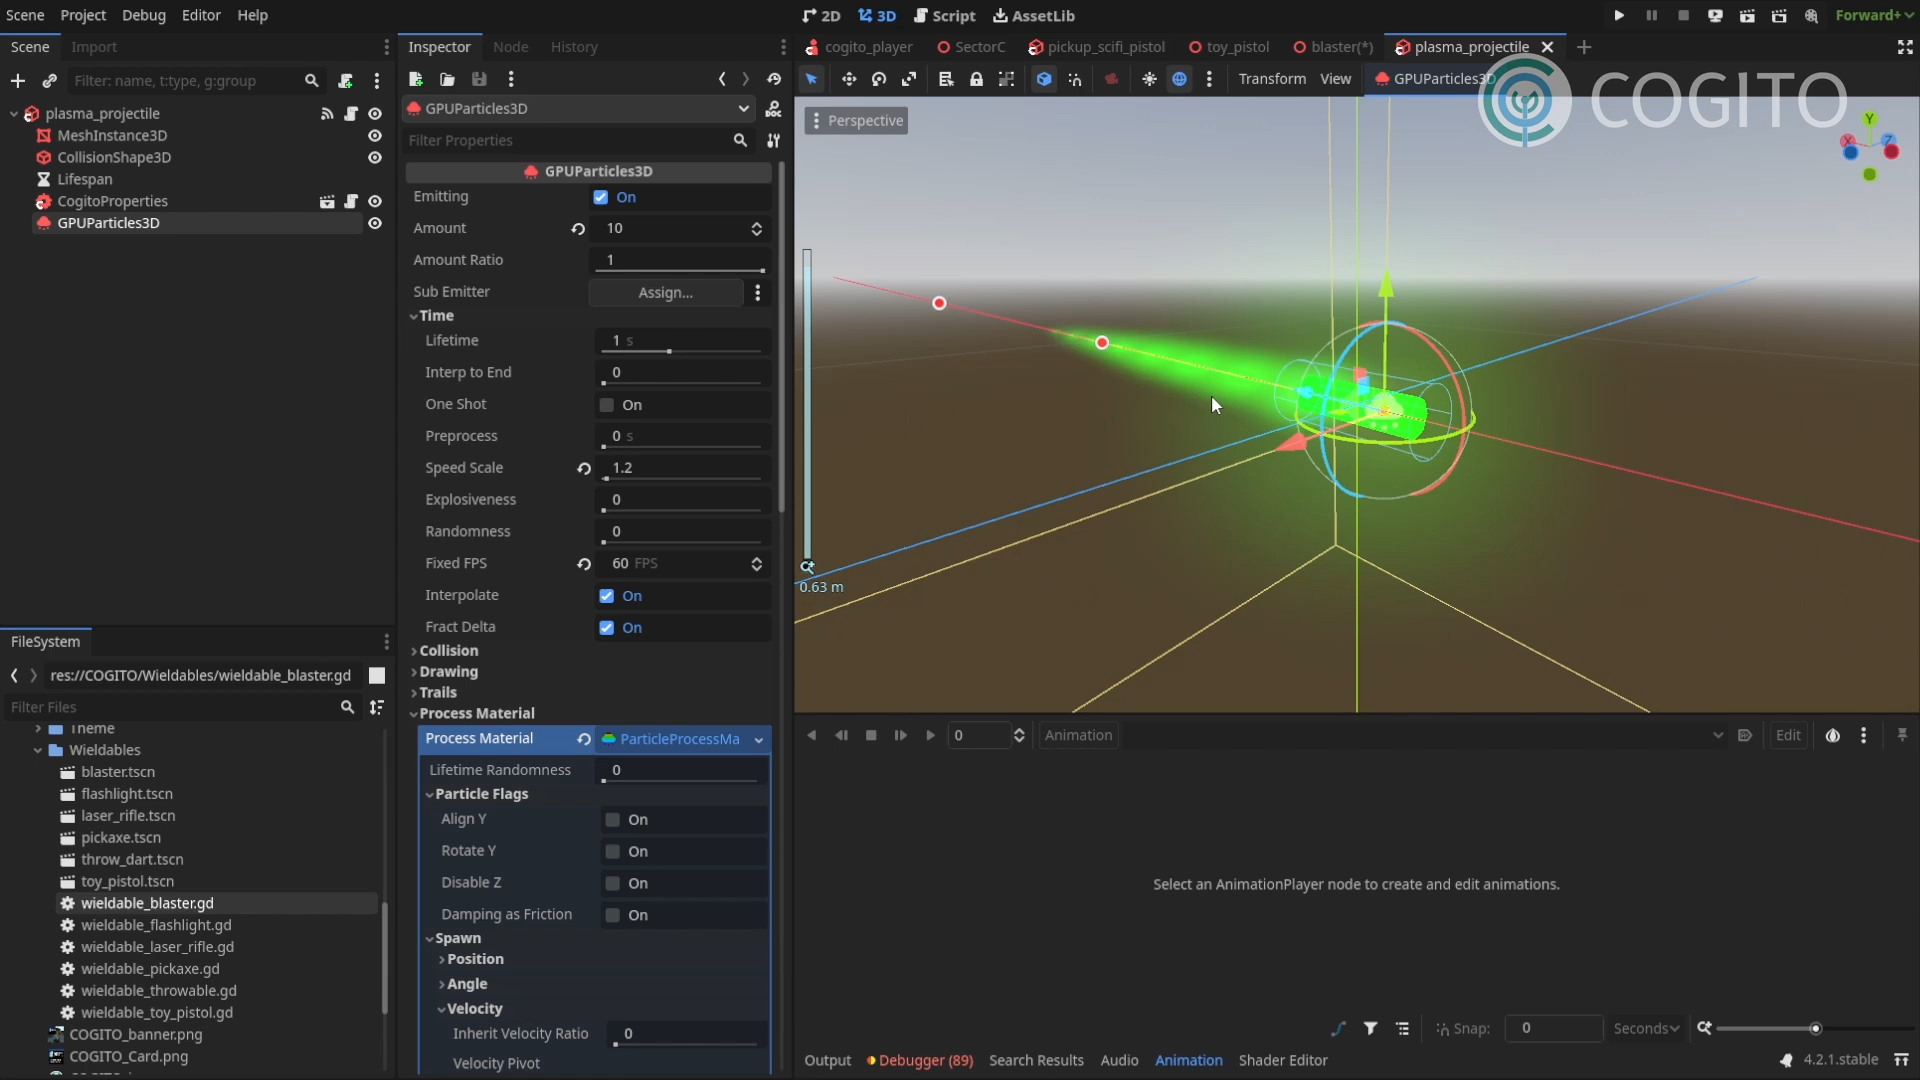 Scene Project Debug Editor Help
2D 3D Script AssetLib
Forward+
Scene Import
Inspector Node History
cogito_player SectorC pickup_scifi_pistol toy_pistol blaster(*) plasma_projectile
Filter: name, t:type, g:group
Transform View GPUParticles3D
COGITO
plasma_projectile
MeshInstance3D
CollisionShape3D
Lifespan
CogitoProperties
GPUParticles3D
GPUParticles3D
Filter Properties
GPUParticles3D
Emitting On
Amount 10
Amount Ratio 1
Sub Emitter Assign...
Time
Lifetime 1 s
Interp to End 0
One Shot On
Preprocess 0 s
Speed Scale 1.2
Explosiveness 0
Randomness 0
Fixed FPS 60 FPS
Interpolate On
Fract Delta On
Collision
Drawing
Trails
Process Material
Process Material ParticleProcessMa
Lifetime Randomness 0
Particle Flags
Align Y On
Rotate Y On
Disable Z On
Damping as Friction On
Spawn
Position
Angle
Velocity
Inherit Velocity Ratio 0
Velocity Pivot
Perspective
Y
X
Z
0.63 m
FileSystem
res://COGITO/Wieldables/wieldable_blaster.gd
Filter Files
Theme
Wieldables
blaster.tscn
flashlight.tscn
laser_rifle.tscn
pickaxe.tscn
throw_dart.tscn
toy_pistol.tscn
wieldable_blaster.gd
wieldable_flashlight.gd
wieldable_laser_rifle.gd
wieldable_pickaxe.gd
wieldable_throwable.gd
wieldable_toy_pistol.gd
COGITO_banner.png
COGITO_Card.png
0 Animation Edit
Select an AnimationPlayer node to create and edit animations.
Snap: 0 Seconds
Output Debugger (89) Search Results Audio Animation Shader Editor
4.2.1.stable